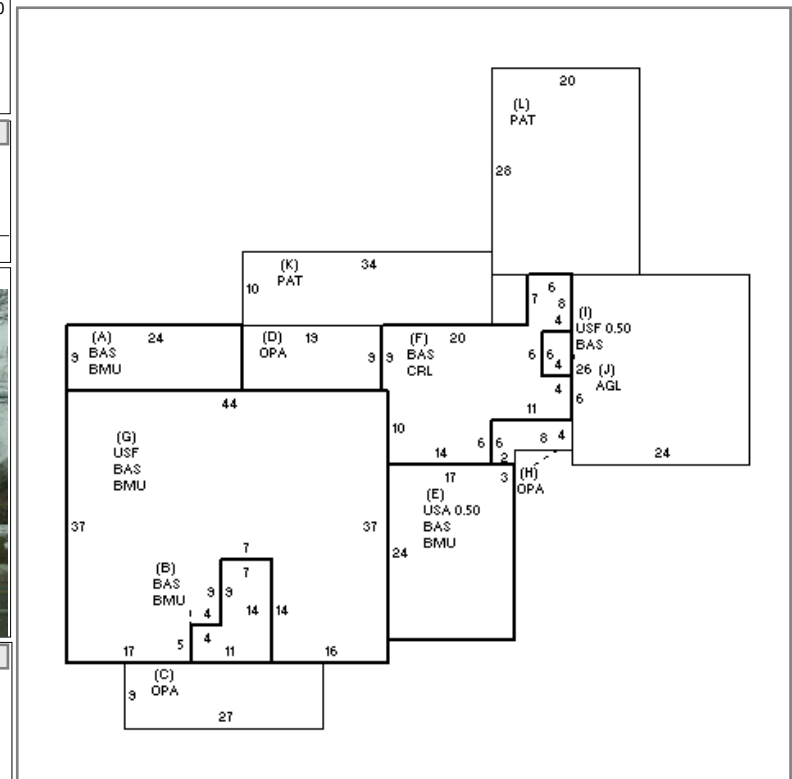 20
(L)
PAT
28
(K)
34
PAT
10
6
7
8
4
(I)
USF 0.50
BAS
(A)
24
BAS
BMU
9
(D)
19
OPA
9
9
(F)
20
BAS
CRL
6
6
4
26
(J)
AGL
4
6
44
11
10
14
6
6
8
4
2
24
(G)
USF
BAS
BMU
17
3
(H)
OPA
(E)
USA 0.50
BAS
BMU
37
37
24
7
7
(B)
BAS
BMU
9
9
4
14
14
4
5
17
11
16
(C)
OPA
9
27